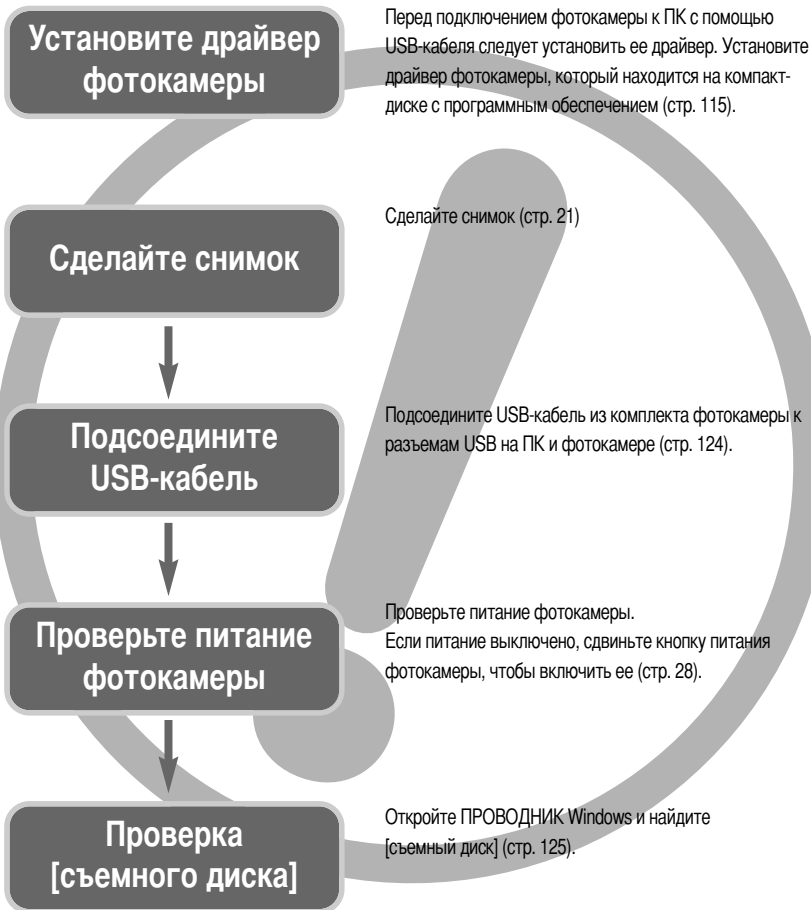 Установите драйвер
фотокамеры
Перед подключением фотокамеры к ПК с помощью
USB-кабеля следует установить ее драйвер. Установите
драйвер фотокамеры, который находится на компакт-
диске с программным обеспечением (стр. 115).
Сделайте снимок
Сделайте снимок (стр. 21)
Подсоедините
USB-кабель
Подсоедините USB-кабель из комплекта фотокамеры к
разъемам USB на ПК и фотокамере (стр. 124).
Проверьте питание
фотокамеры
Проверьте питание фотокамеры.
Если питание выключено, сдвиньте кнопку питания
фотокамеры, чтобы включить ее (стр. 28).
Проверка
[съемного диска]
Откройте ПРОВОДНИК Windows и найдите
[съемный диск] (стр. 125).